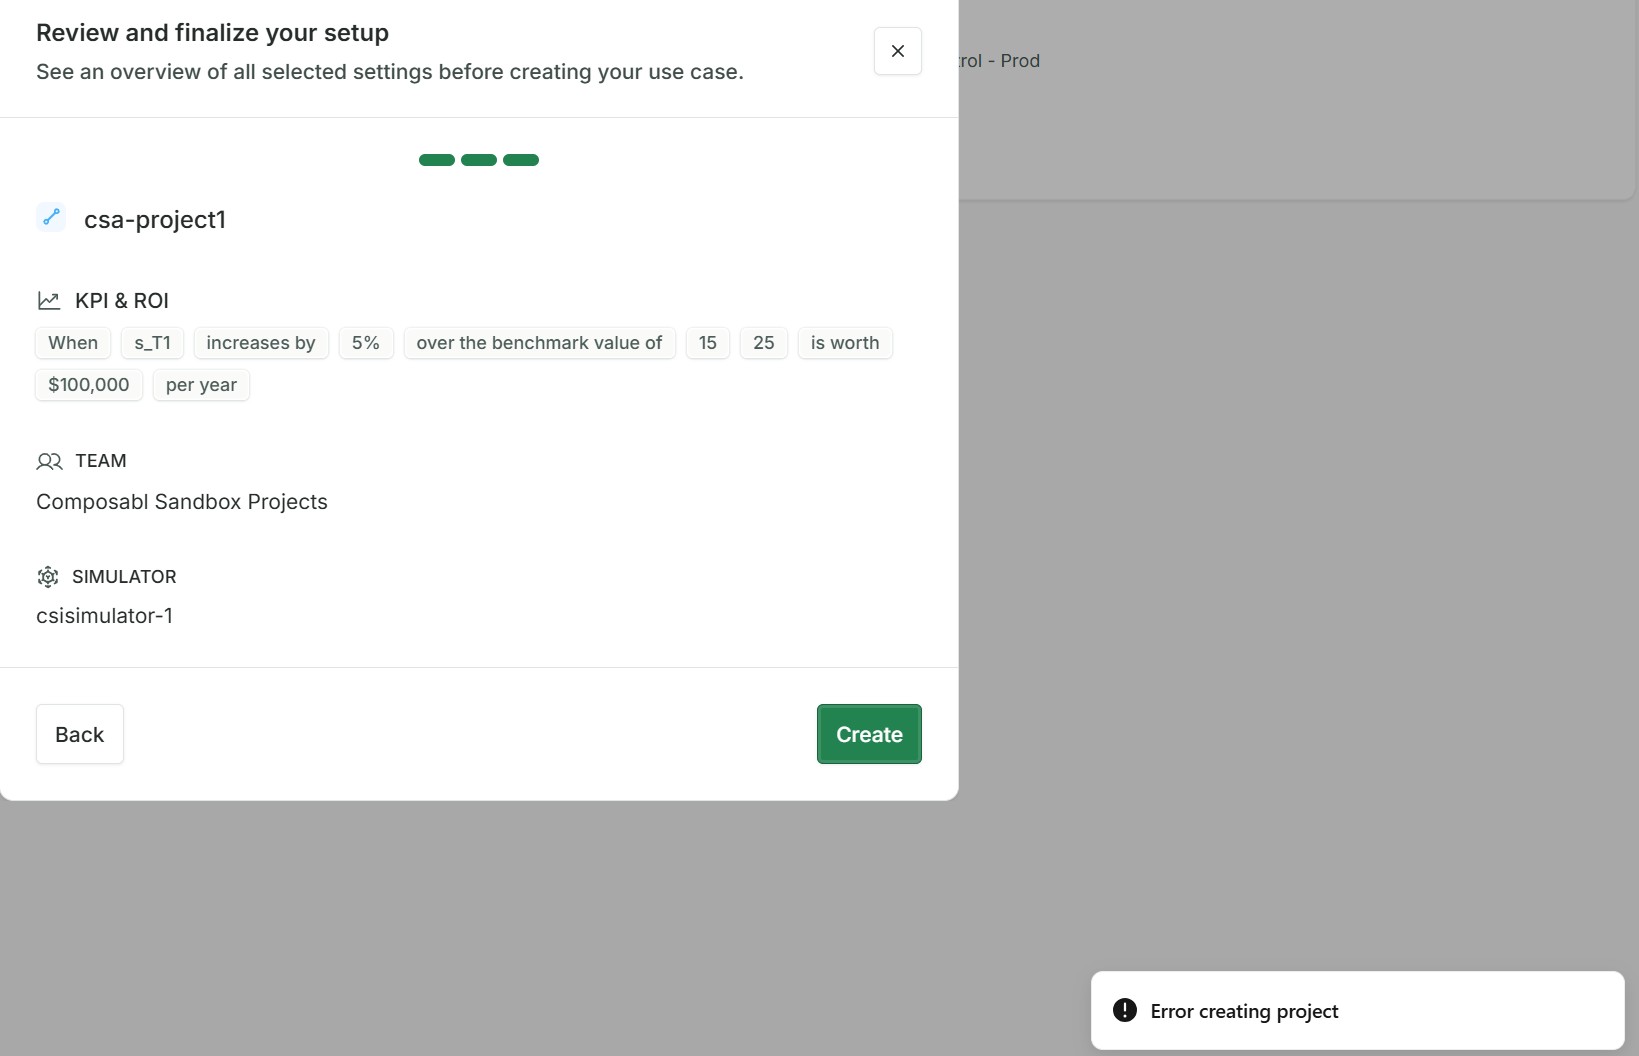 Review and finalize your setup
See an overview of all selected settings before creating your use case.
trol - Prod
csa-project1
KPI & ROI
When s_T1 increases by 5% over the benchmark value of 15 25 is worth
$100,000 per year
TEAM
Composabl Sandbox Projects
SIMULATOR
csisimulator-1
Back Create
Error creating project